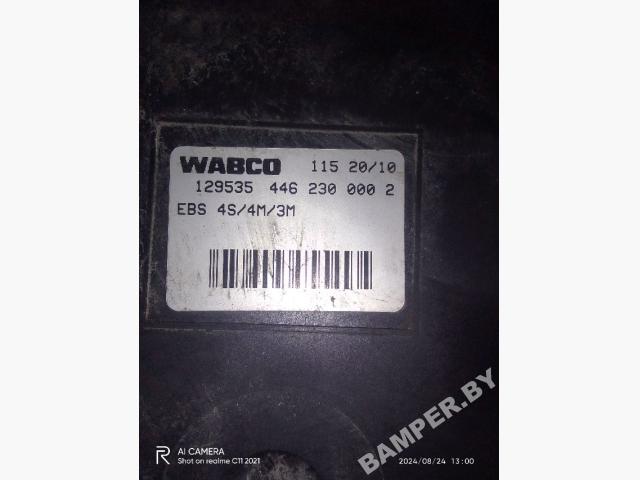 WABCO 115 20/10
129535 446 230 000 2
EBS 4S/4M/3M
BAMPER.BY
R AI CAMERA
Shot on realme C11 2021
2024/08/24 13:00